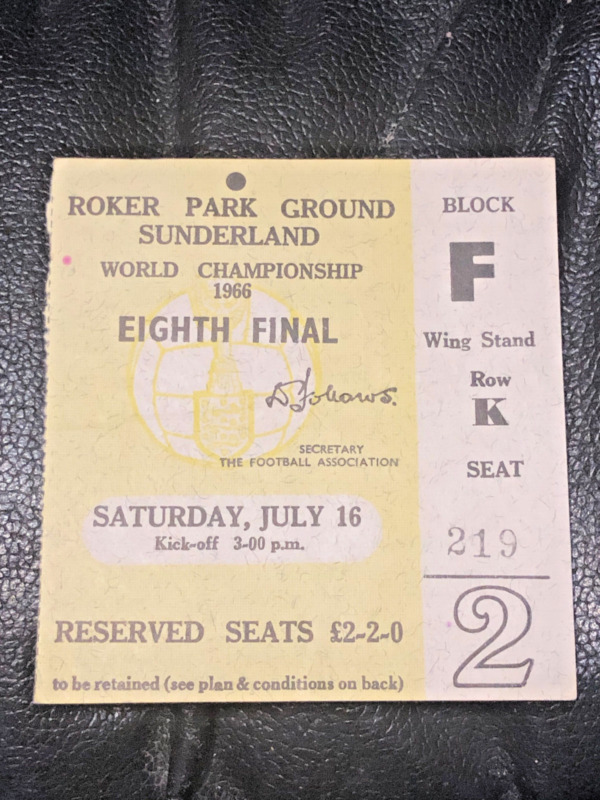 ROKER PARK GROUND
SUNDERLAND
WORLD CHAMPIONSHIP
1966
EIGHTH FINAL
D Follows.
SECRETARY
THE FOOTBALL ASSOCIATION
SATURDAY, JULY 16
Kick-off 3-00 p.m.
RESERVED SEATS £2-2-0
to be retained (see plan & conditions on back)
BLOCK
F
Wing Stand
Row
K
SEAT
219
2